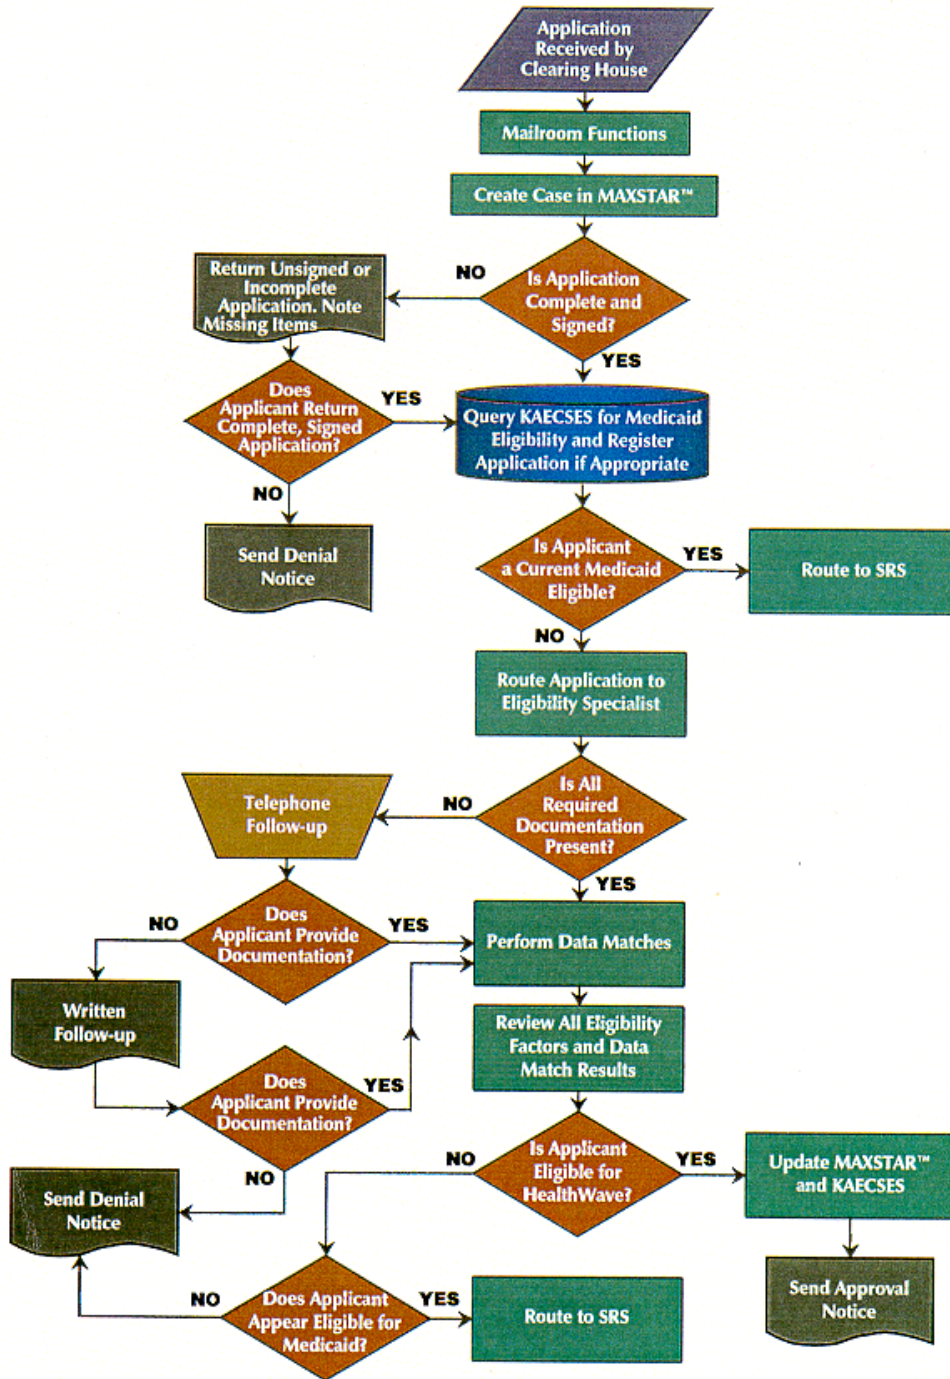 Application
Received by
Clearing House
Mailroom Functions
Create Case in MAXSTAR™
Return Unsigned or
Incomplete
Application. Note
Missing Items
NO
Is Application
Complete and
Signed?
YES
Does
Applicant Return
Complete, Signed
Application?
YES
Query KAECSES for Medicaid
Eligibility and Register
Application if Appropriate
NO
Send Denial
Notice
Is Applicant
a Current Medicaid
Eligible?
YES
Route to SRS
NO
Route Application to
Eligibility Specialist
Telephone
Follow-up
NO
Is All
Required
Documentation
Present?
YES
NO
Does
Applicant Provide
Documentation?
YES
Perform Data Matches
Written
Follow-up
Review All Eligibility
Factors and Data
Match Results
Does
Applicant Provide
Documentation?
YES
NO
Send Denial
Notice
NO
Is Applicant
Eligible for
HealthWave?
YES
Update MAXSTAR™
and KAECSES
NO
Does Applicant
Appear Eligible for
Medicaid?
YES
Route to SRS
Send Approval
Notice